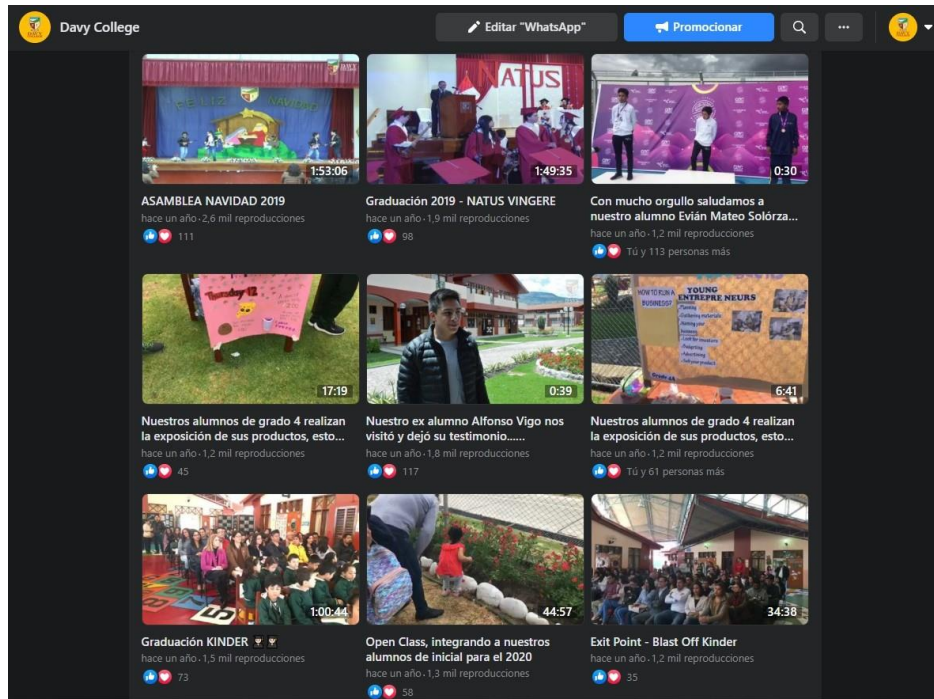 Davy College
Editar "WhatsApp"
Promocionar
FELIZ NAVIDAD
1:53:06
NATUS
1:49:35
0:30
ASAMBLEA NAVIDAD 2019
hace un año · 2,6 mil reproducciones
111
Graduación 2019 - NATUS VINGERE
hace un año · 1,9 mil reproducciones
98
Con mucho orgullo saludamos a
nuestro alumno Evián Mateo Solórza...
hace un año · 1,2 mil reproducciones
Tú y 113 personas más
Thursday 12
17:19
0:39
HOW TO RUN A
BUSINESS?
YOUNG
ENTREPRE NEURS
6:41
Nuestros alumnos de grado 4 realizan
la exposición de sus productos, esto...
hace un año · 1,2 mil reproducciones
45
Nuestro ex alumno Alfonso Vigo nos
visitó y dejó su testimonio......
hace un año · 1,8 mil reproducciones
117
Nuestros alumnos de grado 4 realizan
la exposición de sus productos, esto...
hace un año · 1,2 mil reproducciones
Tú y 61 personas más
1:00:44
44:57
34:38
Graduación KINDER
hace un año · 1,5 mil reproducciones
73
Open Class, integrando a nuestros
alumnos de inicial para el 2020
hace un año · 1,3 mil reproducciones
58
Exit Point - Blast Off Kinder
hace un año · 1,2 mil reproducciones
35